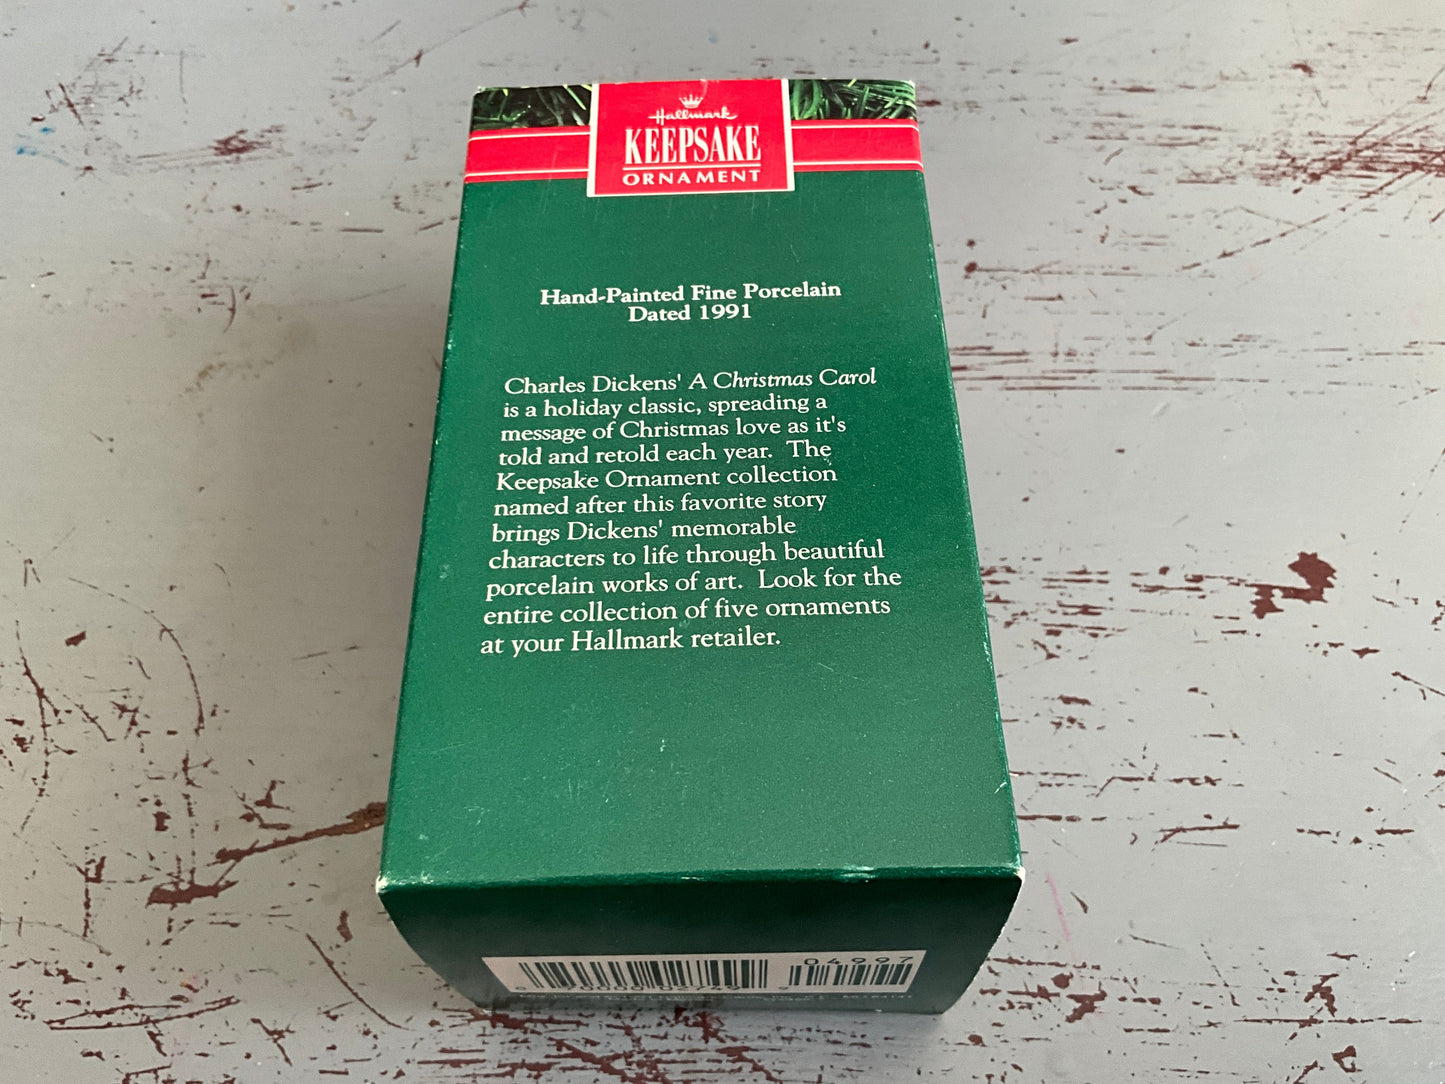 Hallmark
KEEPSAKE
ORNAMENT
Hand-Painted Fine Porcelain
Dated 1991
Charles Dickens' A Christmas Carol
is a holiday classic, spreading a
message of Christmas love as it's
told and retold each year. The
Keepsake Ornament collection
named after this favorite story
brings Dickens' memorable
characters to life through beautiful
porcelain works of art. Look for the
entire collection of five ornaments
at your Hallmark retailer.
04997